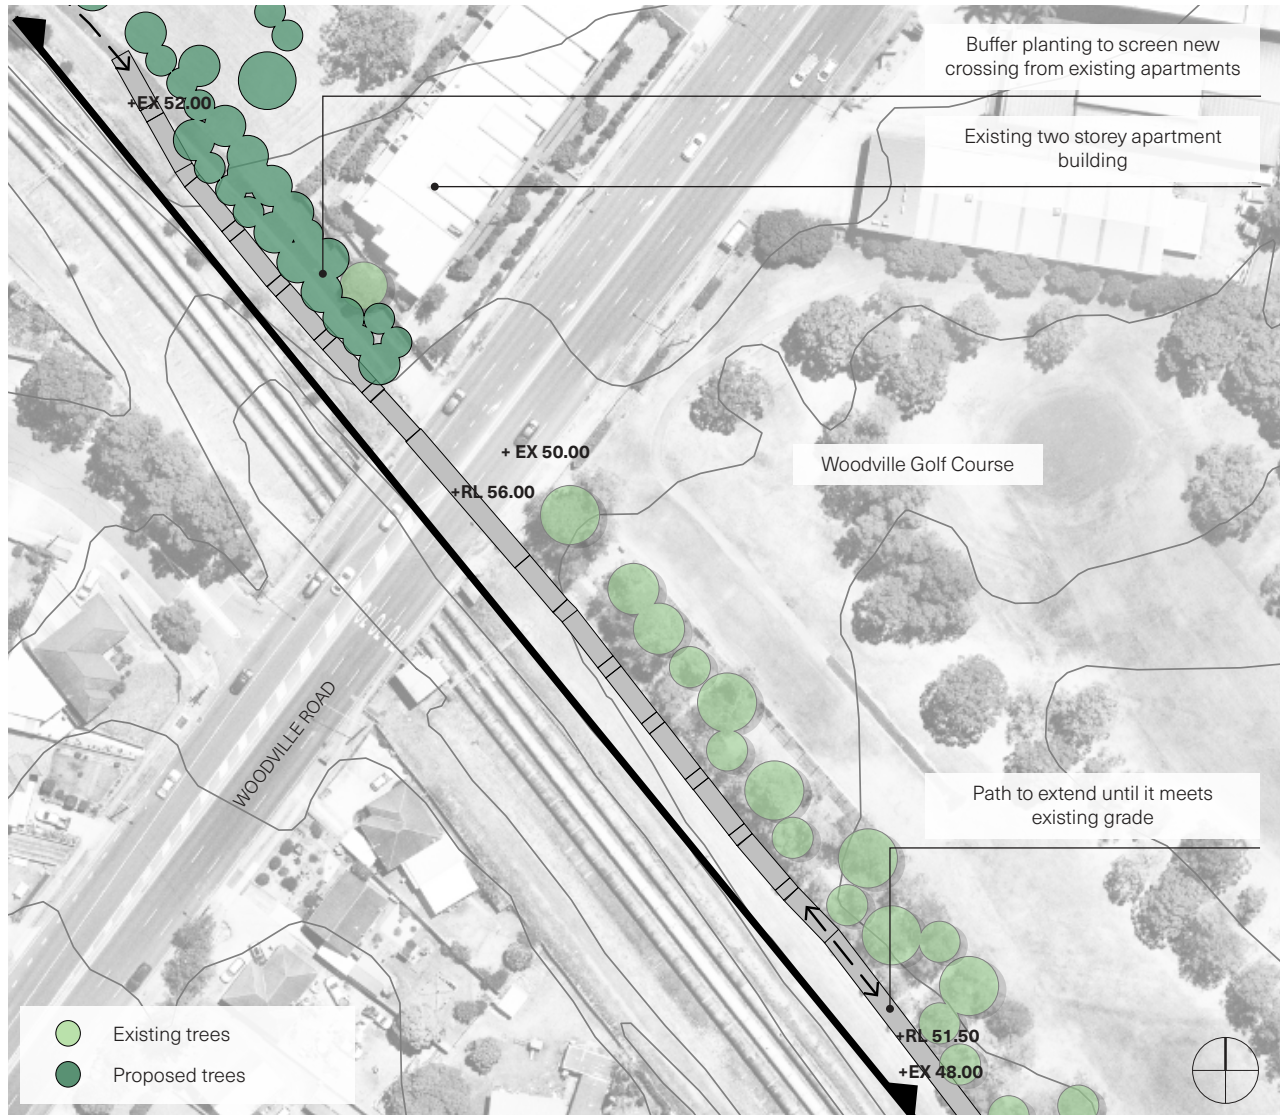 Buffer planting to screen new
crossing from existing apartments
+EX 52.00
Existing two storey apartment
building
+ EX 50.00
Woodville Golf Course
+RL 56.00
WOODVILLE ROAD
Path to extend until it meets
existing grade
Existing trees
+RL 51.50
+EX 48.00
Proposed trees